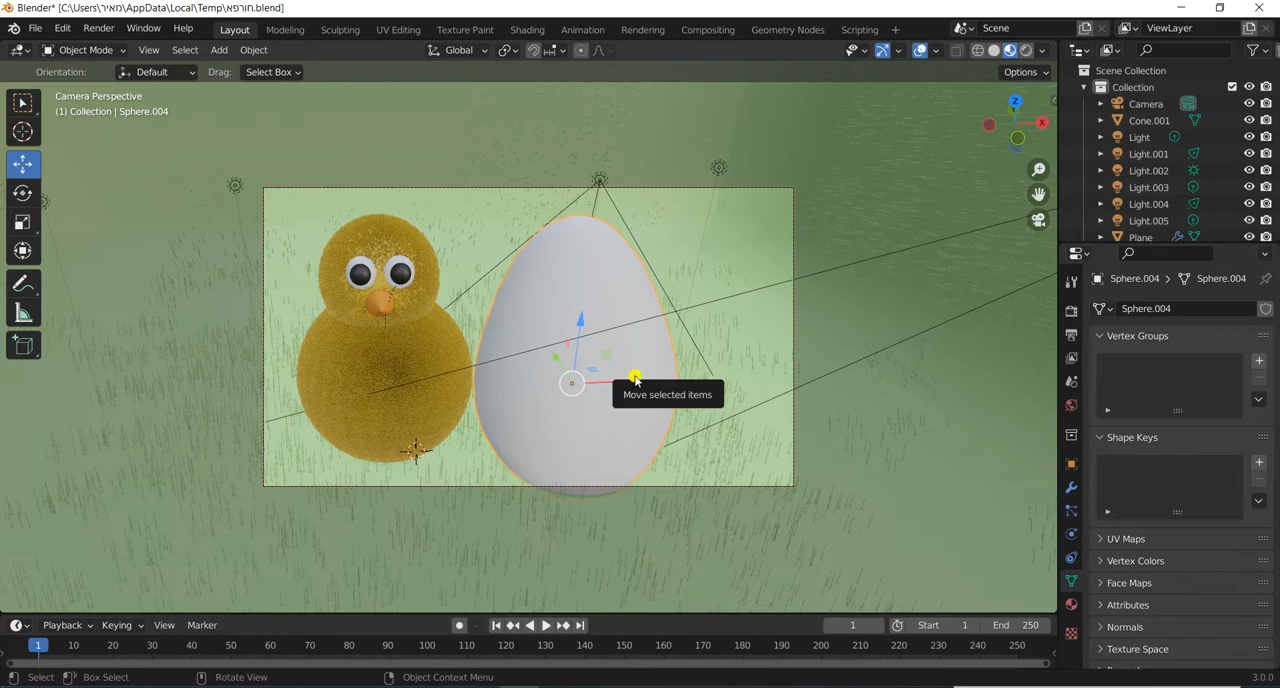 Blender* [C:\Users\מאיר\AppData\Local\Temp\חורפא.blend]
File Edit Render Window Help Layout Modeling Sculpting UV Editing Texture Paint Shading Animation Rendering Compositing Geometry Nodes Scripting + Scene ViewLayer
Object Mode View Select Add Object Global
Orientation: Default Drag: Select Box Options
Camera Perspective
(1) Collection | Sphere.004
Z
X
Move selected items
Scene Collection
Collection
Camera
Cone.001
Light
Light.001
Light.002
Light.003
Light.004
Light.005
Plane
Sphere.004 > Sphere.004
Sphere.004
Vertex Groups
Shape Keys
UV Maps
Vertex Colors
Face Maps
Attributes
Normals
Texture Space
Playback Keying View Marker 1 Start 1 End 250
1 10 20 30 40 50 60 70 80 90 100 110 120 130 140 150 160 170 180 190 200 210 220 230 240 250
Select Box Select Rotate View Object Context Menu 3.0.0